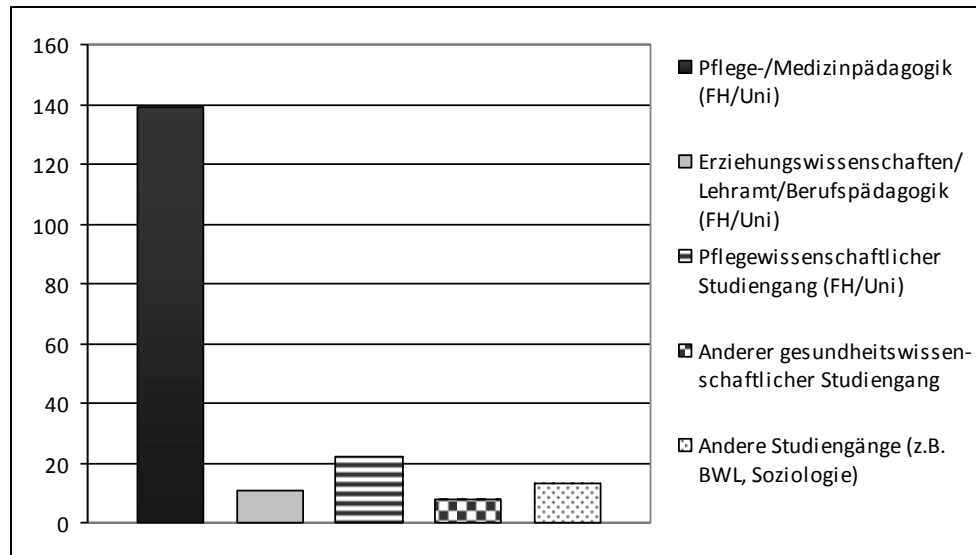 160
140
120
100
80
60
40
20
0
Pflege-/Medizinpädagogik
(FH/Uni)
Erziehungswissenschaften/
Lehramt/Berufspädagogik
(FH/Uni)
Pflegewissenschaftlicher
Studiengang (FH/Uni)
Anderer gesundheitswissen-
schaftlicher Studiengang
Andere Studiengänge (z.B.
BWL, Soziologie)